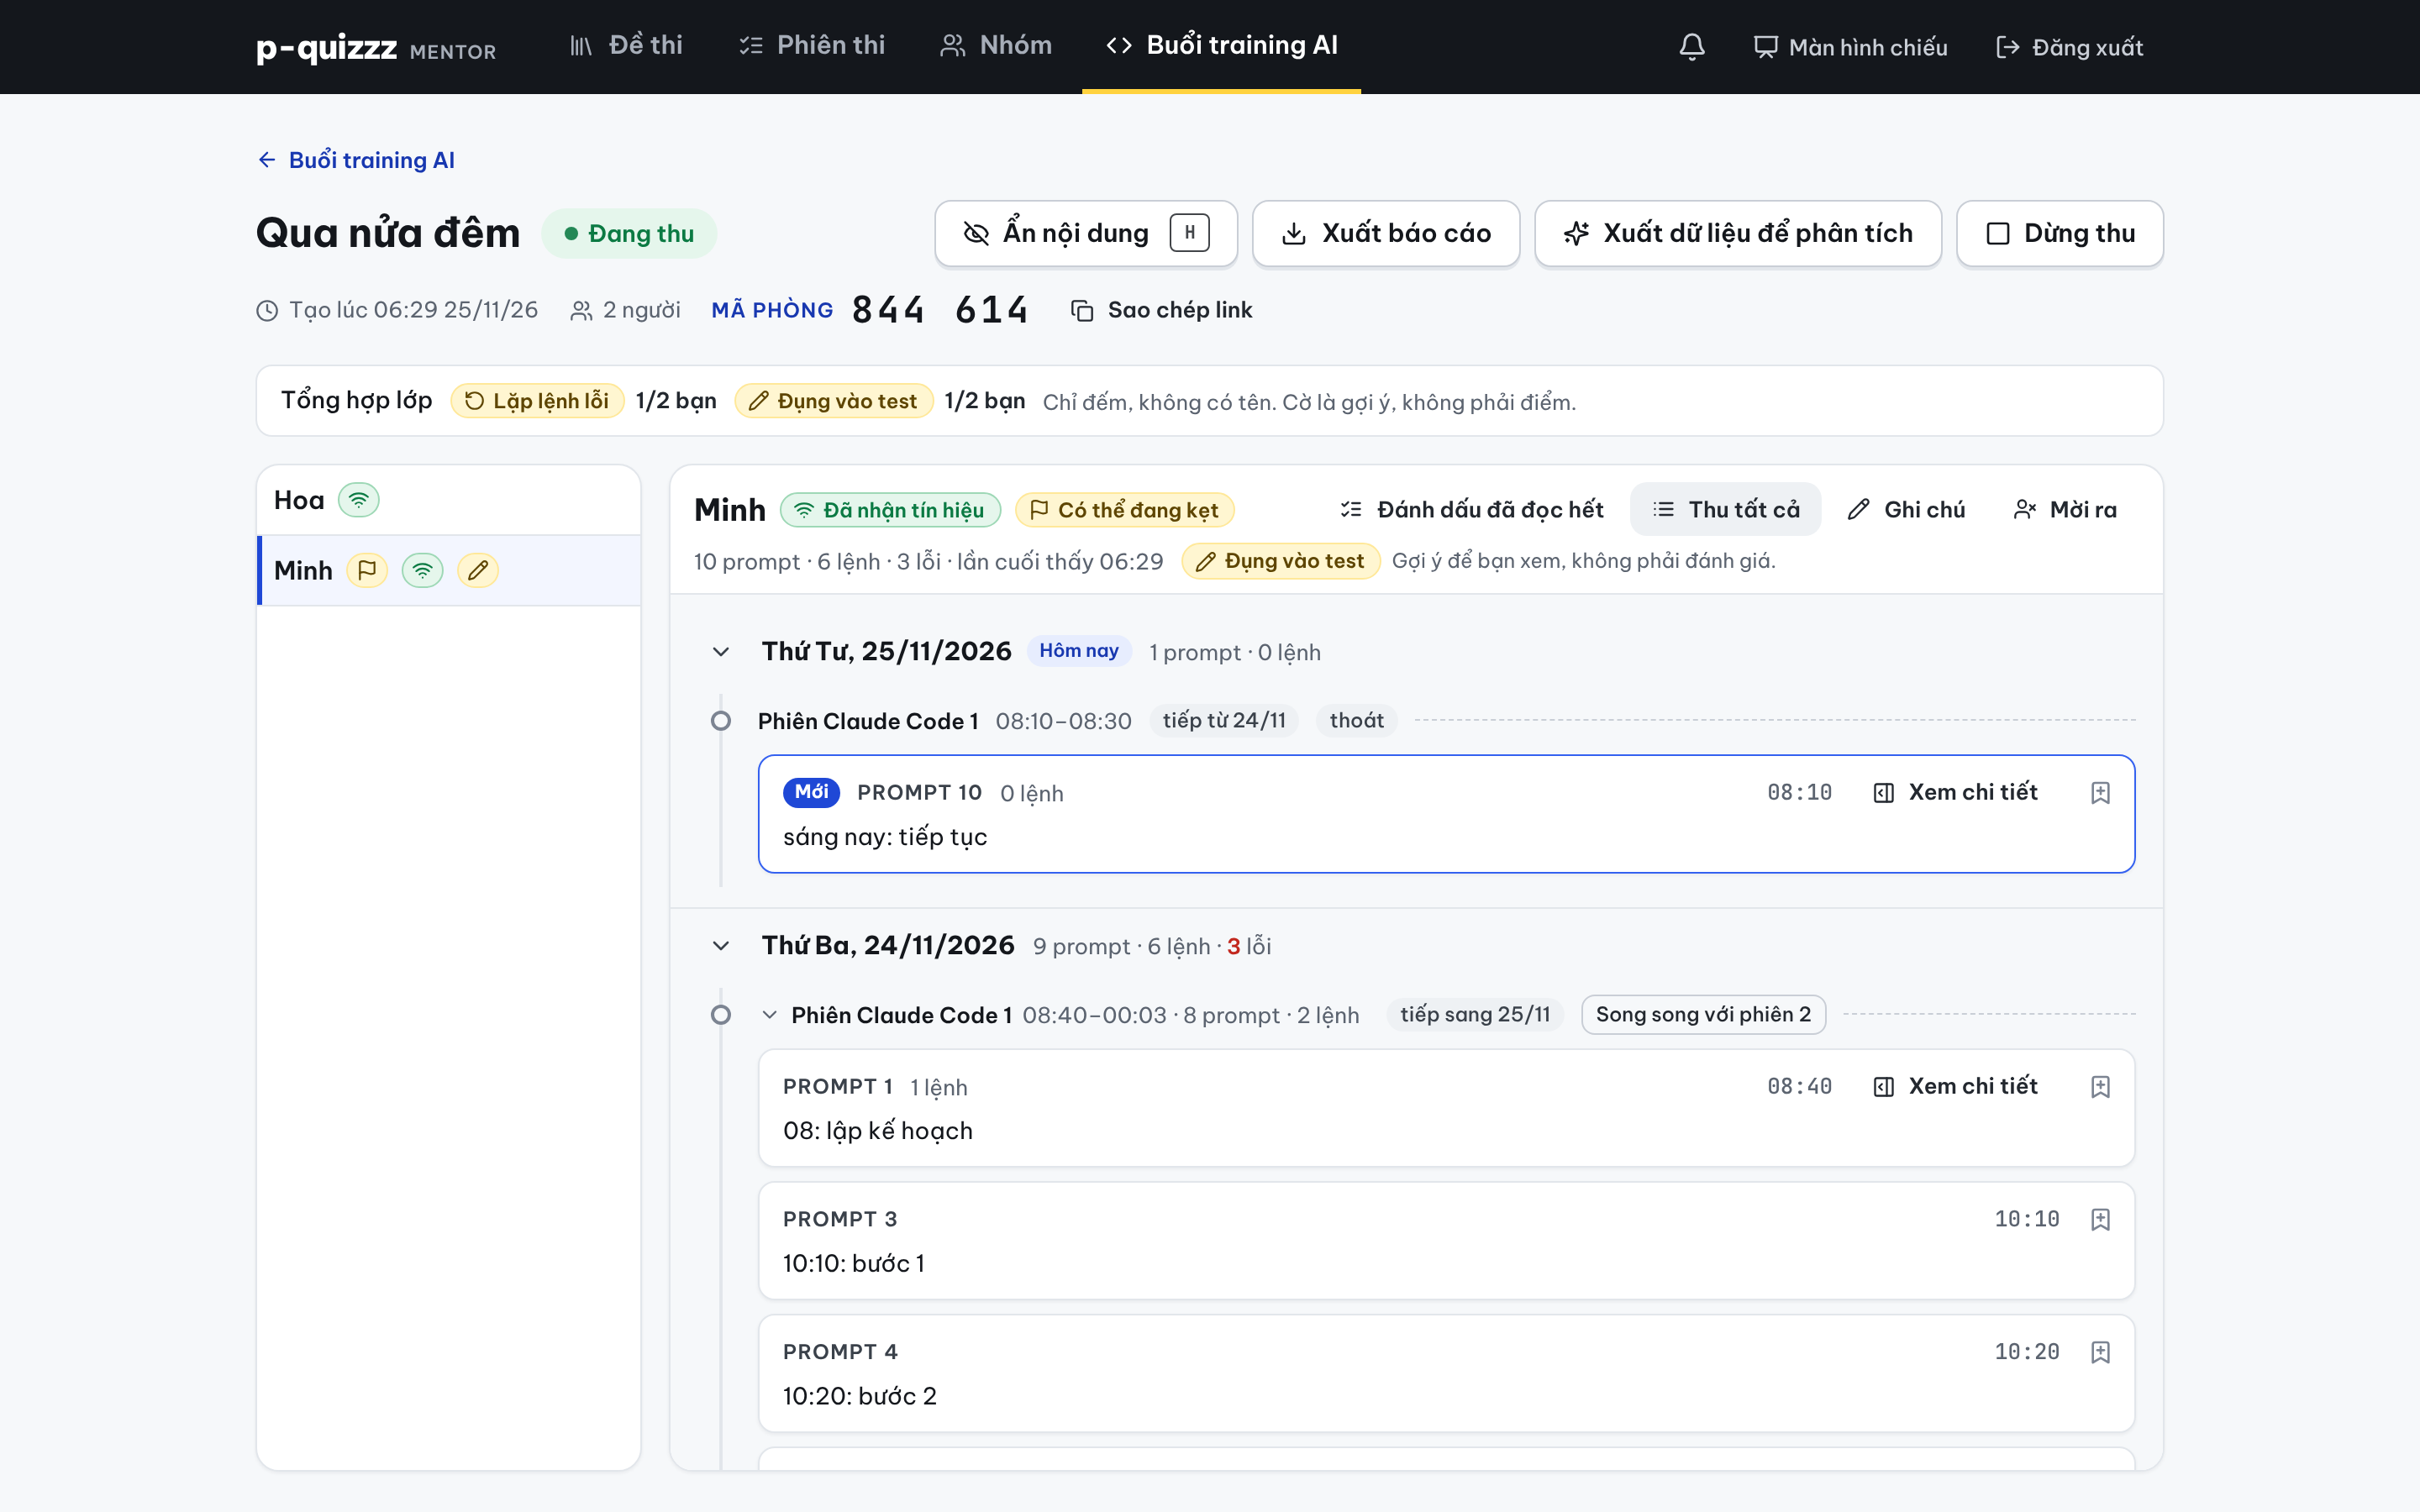 p-quizzz MENTOR Đề thi Phiên thi Nhóm Buổi training AI Màn hình chiếu Đăng xuất
Buổi training AI
Qua nửa đêm Đang thu Ẩn nội dung H Xuất báo cáo Xuất dữ liệu để phân tích Dừng thu
Tạo lúc 06:29 25/11/26 2 người MÃ PHÒNG 844 614 Sao chép link
Tổng hợp lớp Lặp lệnh lỗi 1/2 bạn Đụng vào test 1/2 bạn Chỉ đếm, không có tên. Cờ là gợi ý, không phải điểm.
Hoa
Minh
Minh Đã nhận tín hiệu Có thể đang kẹt Đánh dấu đã đọc hết Thu tất cả Ghi chú Mời ra
10 prompt · 6 lệnh · 3 lỗi · lần cuối thấy 06:29 Đụng vào test Gợi ý để bạn xem, không phải đánh giá.
Thứ Tư, 25/11/2026 Hôm nay 1 prompt · 0 lệnh
Phiên Claude Code 1 08:10–08:30 tiếp từ 24/11 thoát
Mới PROMPT 10 0 lệnh 08:10 Xem chi tiết
sáng nay: tiếp tục
Thứ Ba, 24/11/2026 9 prompt · 6 lệnh · 3 lỗi
Phiên Claude Code 1 08:40–00:03 · 8 prompt · 2 lệnh tiếp sang 25/11 Song song với phiên 2
PROMPT 1 1 lệnh 08:40 Xem chi tiết
08: lập kế hoạch
PROMPT 3 10:10
10:10: bước 1
PROMPT 4 10:20
10:20: bước 2